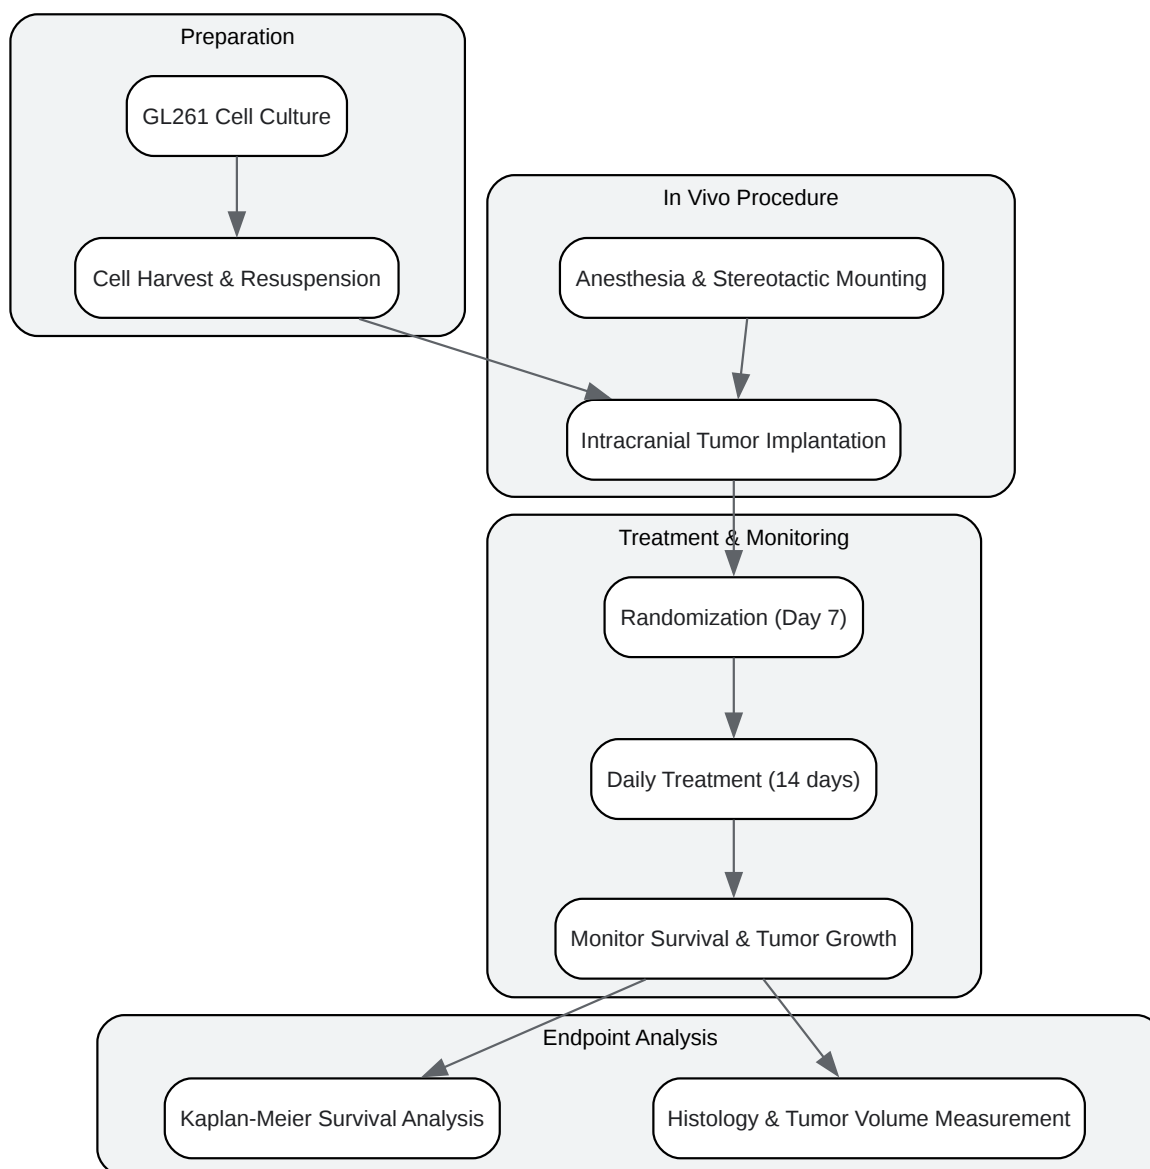 Preparation
GL261 Cell Culture
Cell Harvest & Resuspension
In Vivo Procedure
Anesthesia & Stereotactic Mounting
Intracranial Tumor Implantation
Treatment & Monitoring
Randomization (Day 7)
Daily Treatment (14 days)
Monitor Survival & Tumor Growth
Endpoint Analysis
Kaplan-Meier Survival Analysis
Histology & Tumor Volume Measurement